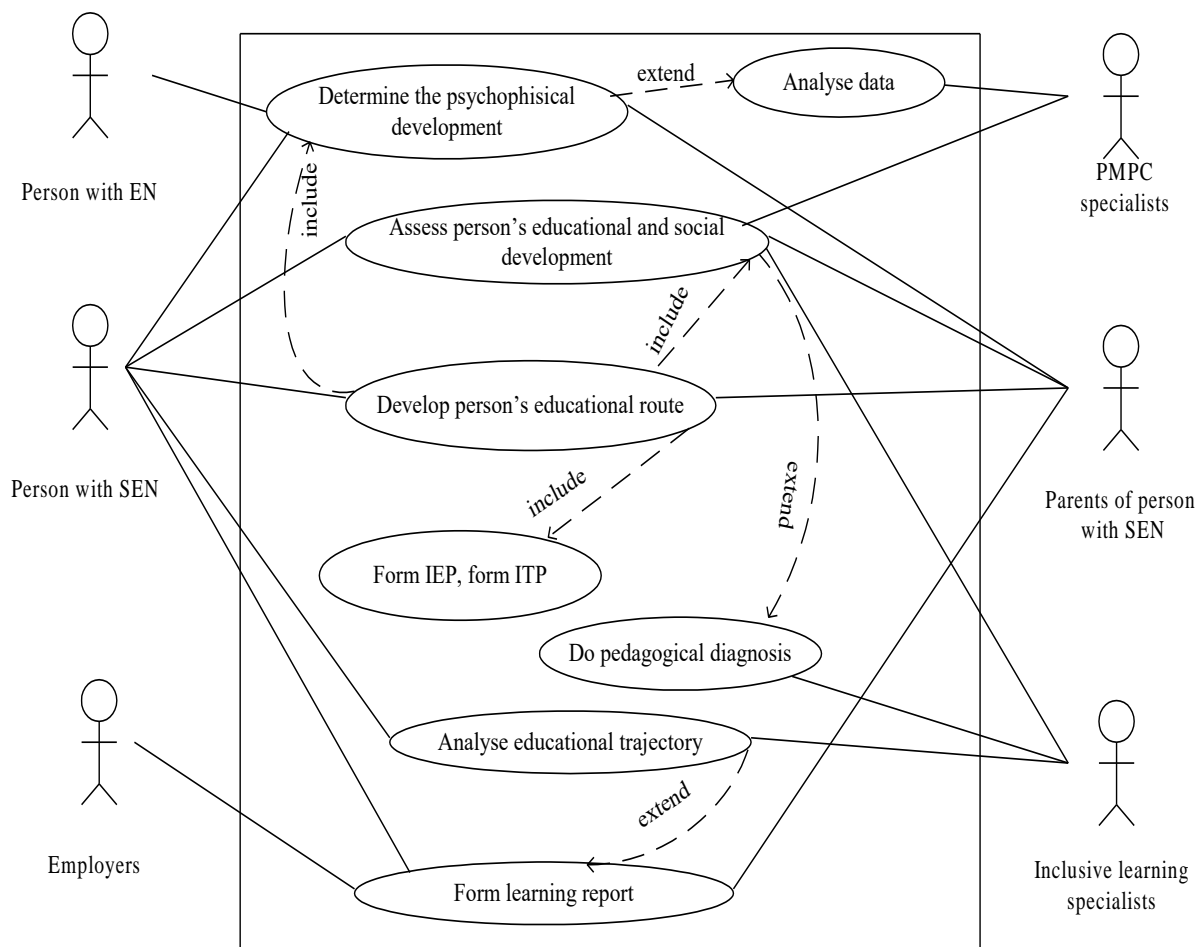 extend
Analyse data
Determine the psychophisical
development
Person with EN
include
PMPC
specialists
Assess person's educational and social
development
include
Develop person's educational route
Person with SEN
Parents of person
with SEN
include
extend
Form IEP, form ITP
Do pedagogical diagnosis
Analyse educational trajectory
extend
Employers
Form learning report
Inclusive learning
specialists